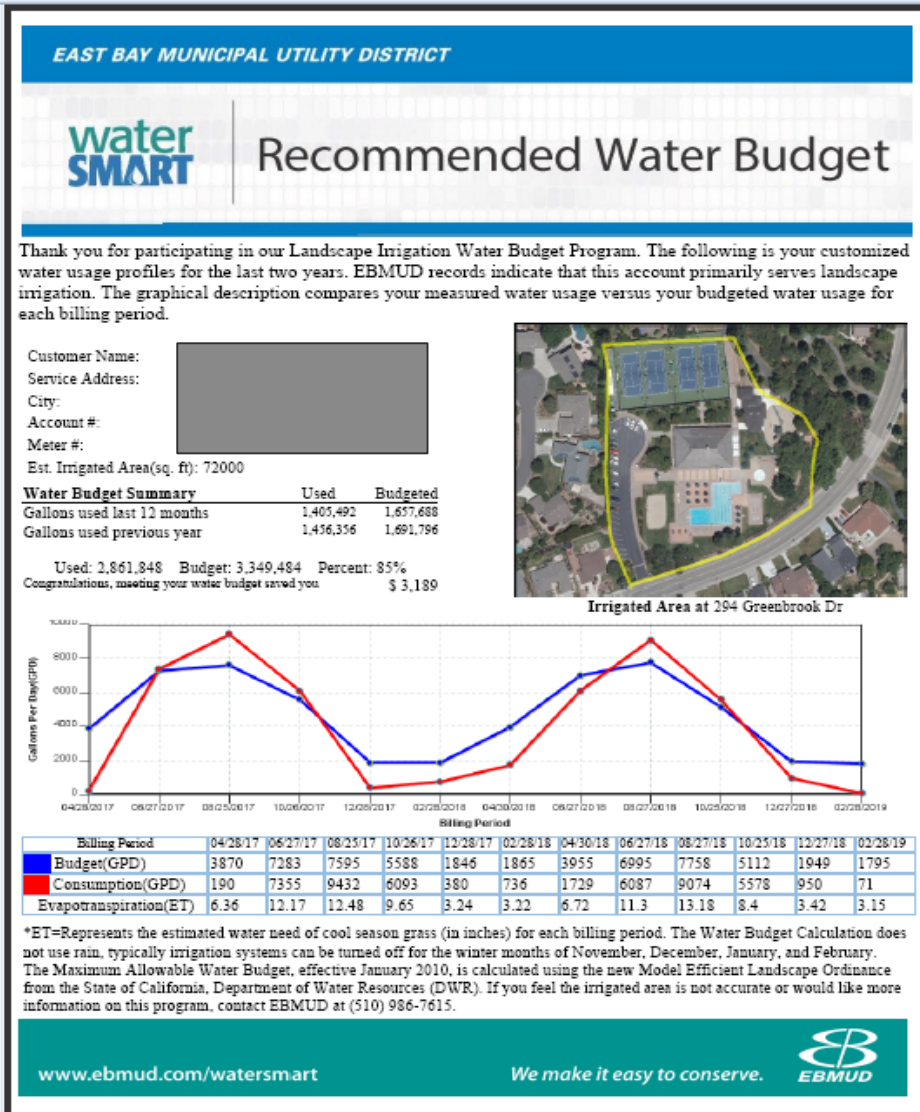 EAST BAY MUNICIPAL UTILITY DISTRICT
water
SMART
Recommended Water Budget
Thank you for participating in our Landscape Irrigation Water Budget Program. The following is your customized
water usage profiles for the last two years. EBMUD records indicate that this account primarily serves landscape
irrigation. The graphical description compares your measured water usage versus your budgeted water usage for
each billing period.
Customer Name:
Service Address:
City:
Account #:
Meter #:
Est. Irrigated Area(sq. ft): 72000
Water Budget Summary Used Budgeted
Gallons used last 12 months 1,405,492 1,657,688
Gallons used previous year 1,456,356 1,691,796
Used: 2,861,848 Budget: 3,349,484 Percent: 85%
Congratulations, meeting your water budget saved you $ 3,189
Irrigated Area at 294 Greenbrook Dr
10000
8000
6000
4000
2000
0
Gallons Per Day(GPD)
04/28/2017 06/27/2017 08/25/2017 10/26/2017 12/28/2017 02/28/2018 04/30/2018 06/27/2018 08/27/2018 10/25/2018 12/27/2018 02/28/2019
Billing Period
Billing Period 04/28/17 06/27/17 08/25/17 10/26/17 12/28/17 02/28/18 04/30/18 06/27/18 08/27/18 10/25/18 12/27/18 02/28/19
Budget(GPD) 3870 7283 7595 5588 1846 1865 3955 6995 7758 5112 1949 1795
Consumption(GPD) 190 7355 9432 6093 380 736 1729 6087 9074 5578 950 71
Evapotranspiration(ET) 6.36 12.17 12.48 9.65 3.24 3.22 6.72 11.3 13.18 8.4 3.42 3.15
*ET=Represents the estimated water need of cool season grass (in inches) for each billing period. The Water Budget Calculation does
not use rain, typically irrigation systems can be turned off for the winter months of November, December, January, and February.
The Maximum Allowable Water Budget, effective January 2010, is calculated using the new Model Efficient Landscape Ordinance
from the State of California, Department of Water Resources (DWR). If you feel the irrigated area is not accurate or would like more
information on this program, contact EBMUD at (510) 986-7615.
www.ebmud.com/watersmart
We make it easy to conserve.
EBMUD